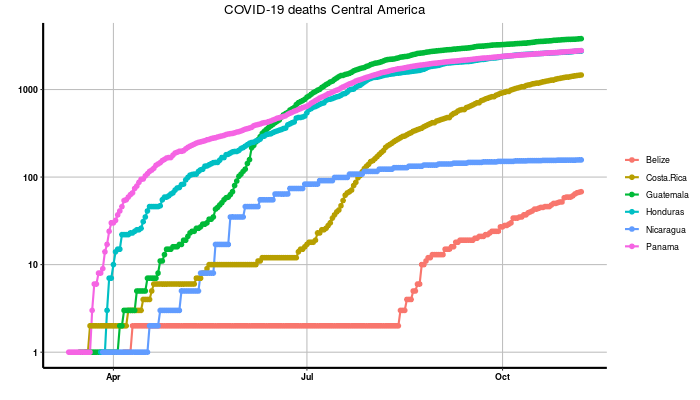 COVID-19 deaths Central America
1000
100
10
1
Apr
Jul
Oct
Belize
Costa.Rica
Guatemala
Honduras
Nicaragua
Panama